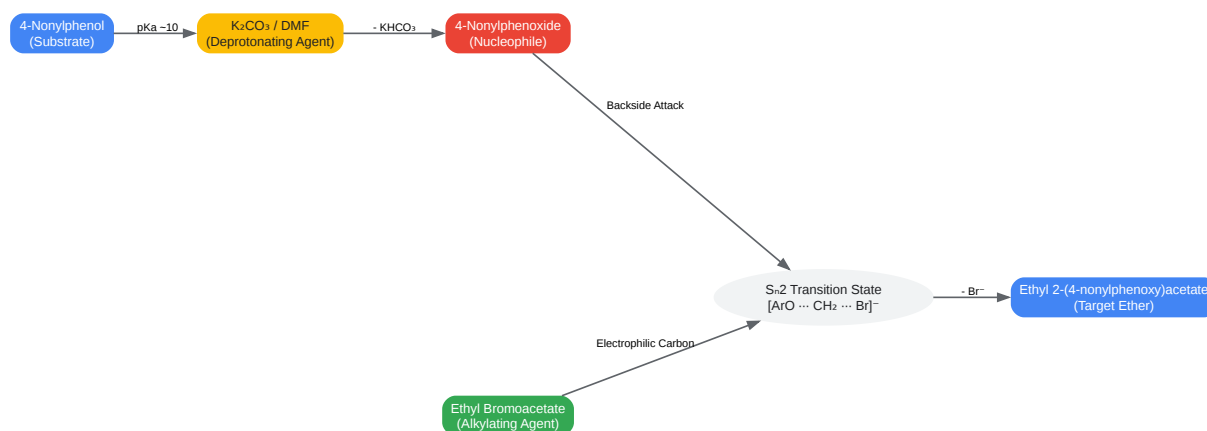 4-Nonylphenol
(Substrate)
pKa ~10
K₂CO₃ / DMF
(Deprotonating Agent)
- KHCO₃
4-Nonylphenoxide
(Nucleophile)
Backside Attack
Sₙ2 Transition State
[ArO ··· CH₂ ··· Br]⁻
- Br⁻
Ethyl 2-(4-nonylphenoxy)acetate
(Target Ether)
Electrophilic Carbon
Ethyl Bromoacetate
(Alkylating Agent)